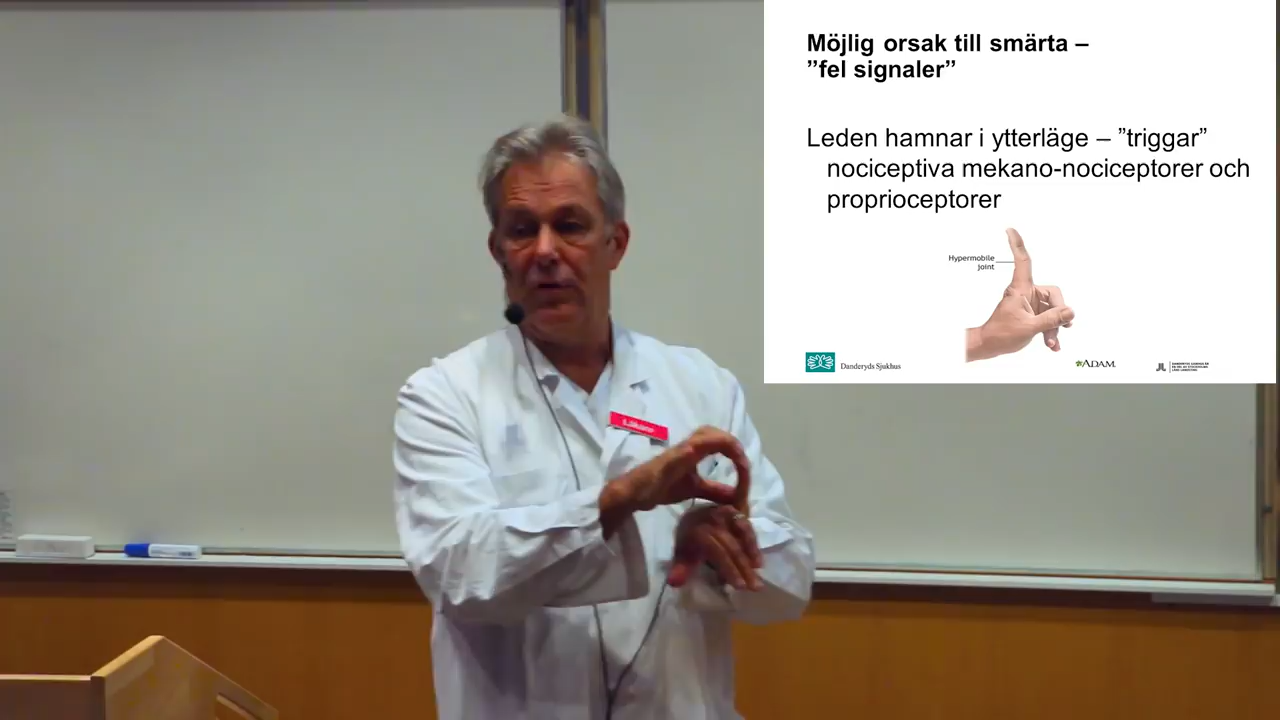 Möjlig orsak till smärta –
”fel signaler”
Leden hamnar i ytterläge – ”triggar”
nociceptiva mekano-nociceptorer och
proprioceptorer
Hypermobile
joint
Danderyds Sjukhus
ADAM.